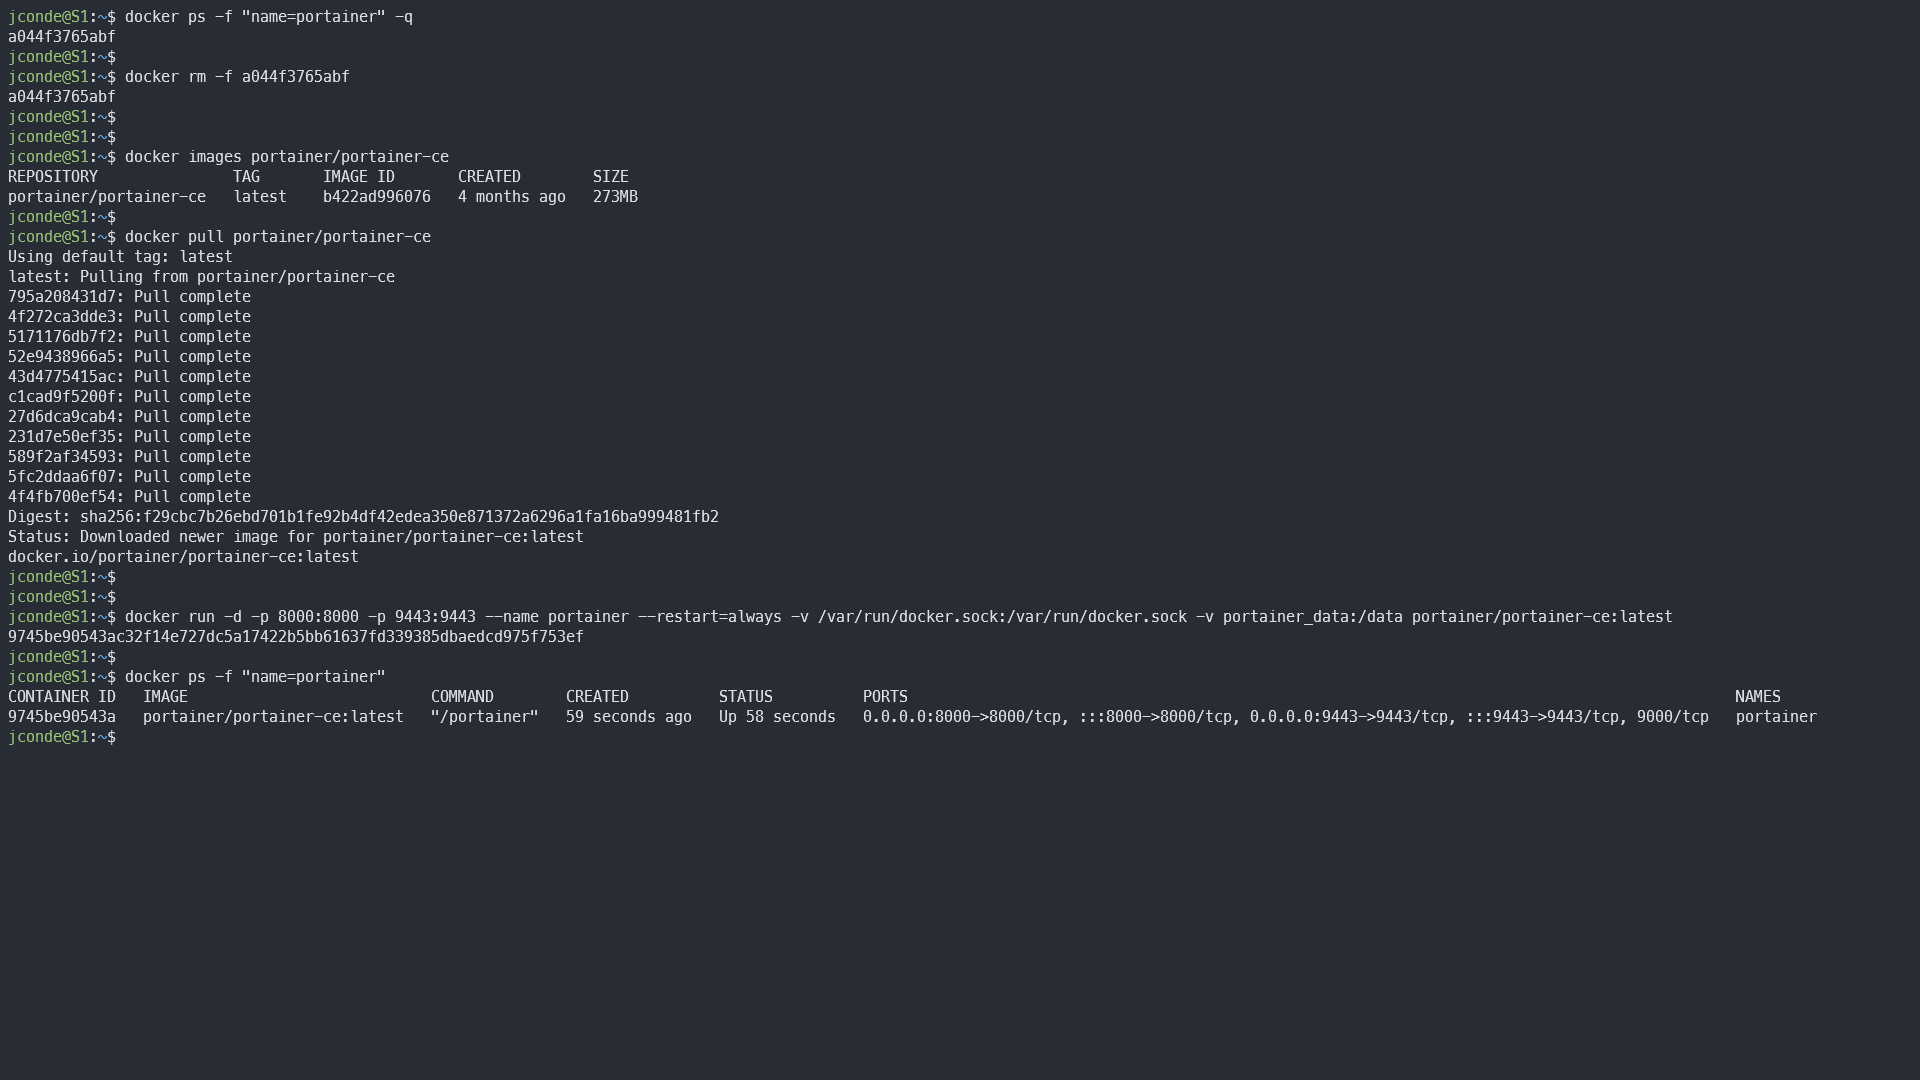 jconde@S1:~$ docker ps -f "name=portainer" -q
a044f3765abf
jconde@S1:~$
jconde@S1:~$ docker rm -f a044f3765abf
a044f3765abf
jconde@S1:~$
jconde@S1:~$
jconde@S1:~$ docker images portainer/portainer-ce
REPOSITORY               TAG       IMAGE ID       CREATED        SIZE
portainer/portainer-ce   latest    b422ad996076   4 months ago   273MB
jconde@S1:~$
jconde@S1:~$ docker pull portainer/portainer-ce
Using default tag: latest
latest: Pulling from portainer/portainer-ce
795a208431d7: Pull complete
4f272ca3dde3: Pull complete
5171176db7f2: Pull complete
52e9438966a5: Pull complete
43d4775415ac: Pull complete
c1cad9f5200f: Pull complete
27d6dca9cab4: Pull complete
231d7e50ef35: Pull complete
589f2af34593: Pull complete
5fc2ddaa6f07: Pull complete
4f4fb700ef54: Pull complete
Digest: sha256:f29cbc7b26ebd701b1fe92b4df42edea350e871372a6296a1fa16ba999481fb2
Status: Downloaded newer image for portainer/portainer-ce:latest
docker.io/portainer/portainer-ce:latest
jconde@S1:~$
jconde@S1:~$
jconde@S1:~$ docker run -d -p 8000:8000 -p 9443:9443 --name portainer --restart=always -v /var/run/docker.sock:/var/run/docker.sock -v portainer_data:/data portainer/portainer-ce:latest
9745be90543ac32f14e727dc5a17422b5bb61637fd339385dbaedcd975f753ef
jconde@S1:~$
jconde@S1:~$ docker ps -f "name=portainer"
CONTAINER ID   IMAGE                           COMMAND        CREATED          STATUS          PORTS                                                                                            NAMES
9745be90543a   portainer/portainer-ce:latest   "/portainer"   59 seconds ago   Up 58 seconds   0.0.0.0:8000->8000/tcp, :::8000->8000/tcp, 0.0.0.0:9443->9443/tcp, :::9443->9443/tcp, 9000/tcp   portainer
jconde@S1:~$